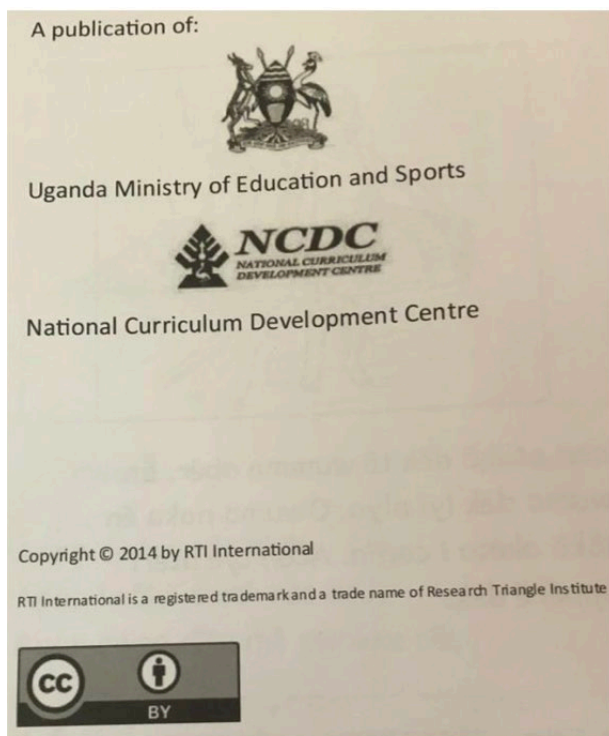 A publication of:
Uganda Ministry of Education and Sports
NCDC
NATIONAL CURRICULUM
DEVELOPMENT CENTRE
National Curriculum Development Centre
Copyright © 2014 by RTI International
RTI International is a registered trademark and a trade name of Research Triangle Institute
CC
BY